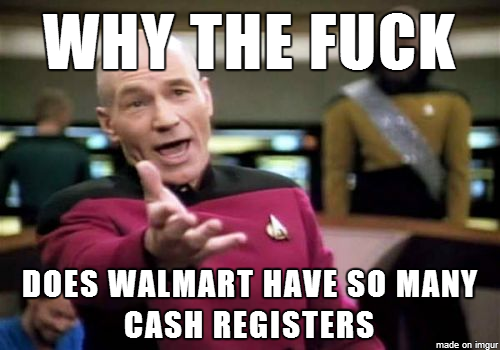 WHY THE FUCK
DOES WALMART HAVE SO MANY
CASH REGISTERS
made on imgur